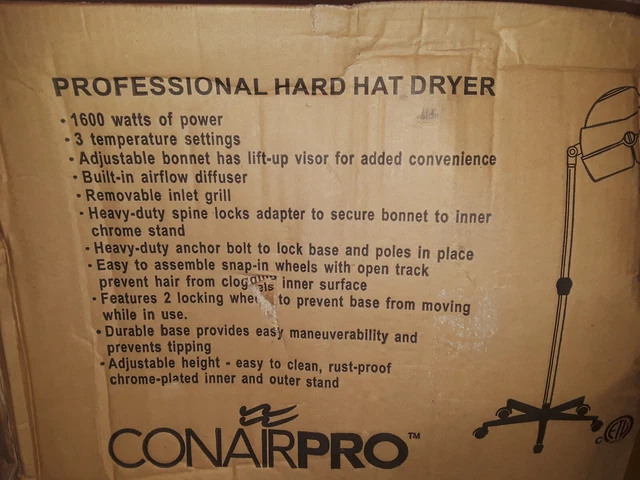 PROFESSIONAL HARD HAT DRYER
• 1600 watts of power
• 3 temperature settings
• Adjustable bonnet has lift-up visor for added convenience
• Built-in airflow diffuser
• Removable inlet grill
• Heavy-duty spine locks adapter to secure bonnet to inner
chrome stand
• Heavy-duty anchor bolt to lock base and poles in place
• Easy to assemble snap-in wheels with open track
prevent hair from clogging inner surface
• Features 2 locking wheels to prevent base from moving
while in use.
• Durable base provides easy maneuverability and
prevents tipping
• Adjustable height - easy to clean, rust-proof
chrome-plated inner and outer stand
CONAIRPRO™
C ETL